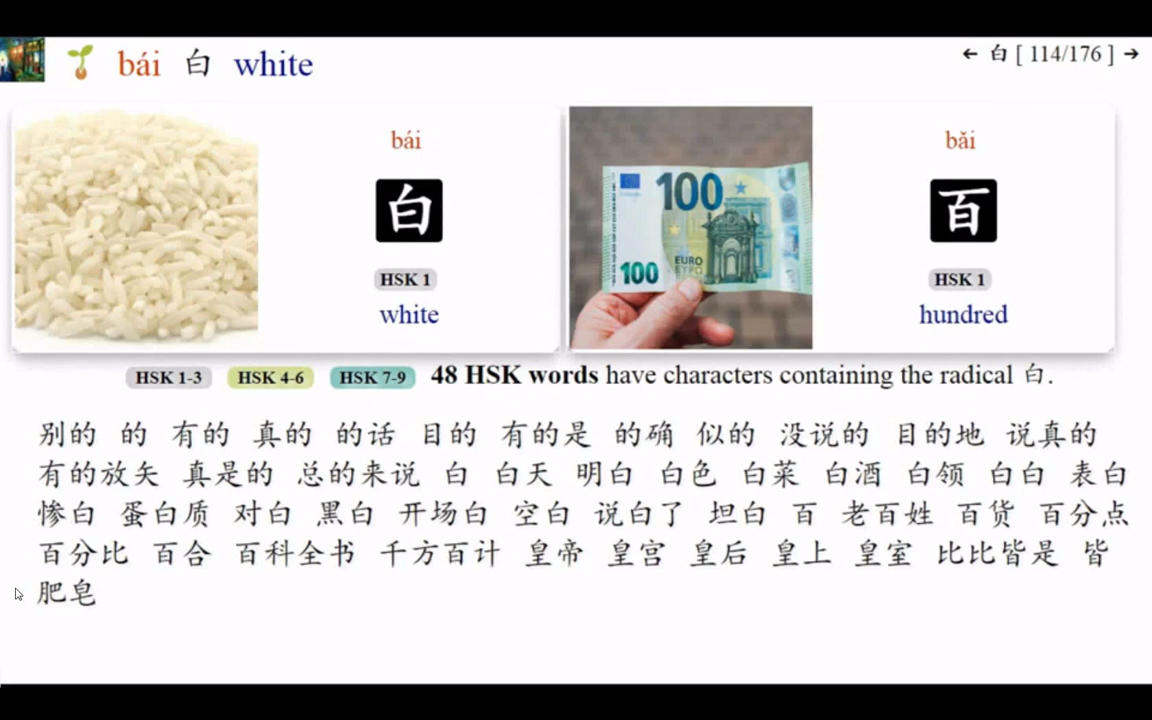 bái 白 white
← 白 [ 114/176 ] →
bái
白
HSK 1
white
100
EURO
ΕΥΡΩ
100
bǎi
百
HSK 1
hundred
HSK 1-3 HSK 4-6 HSK 7-9 48 HSK words have characters containing the radical 白.
别的 的 有的 真的 的话 目的 有的是 的确 似的 没说的 目的地 说真的
有的放矢 真是的 总的来说 白 白天 明白 白色 白菜 白酒 白领 白白 表白
惨白 蛋白质 对白 黑白 开场白 空白 说白了 坦白 百 老百姓 百货 百分点
百分比 百合 百科全书 千方百计 皇帝 皇宫 皇后 皇上 皇室 比比皆是 皆
肥皂